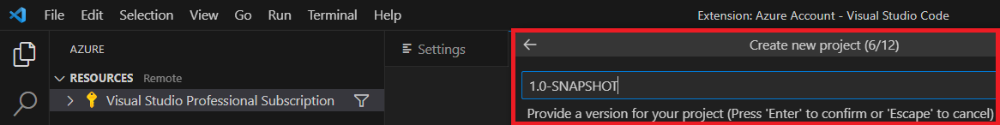 File Edit Selection View Go Run Terminal Help Extension: Azure Account - Visual Studio Code
AZURE
RESOURCES Remote
Visual Studio Professional Subscription
Settings
Create new project (6/12)
1.0-SNAPSHOT
Provide a version for your project (Press 'Enter' to confirm or 'Escape' to cancel)